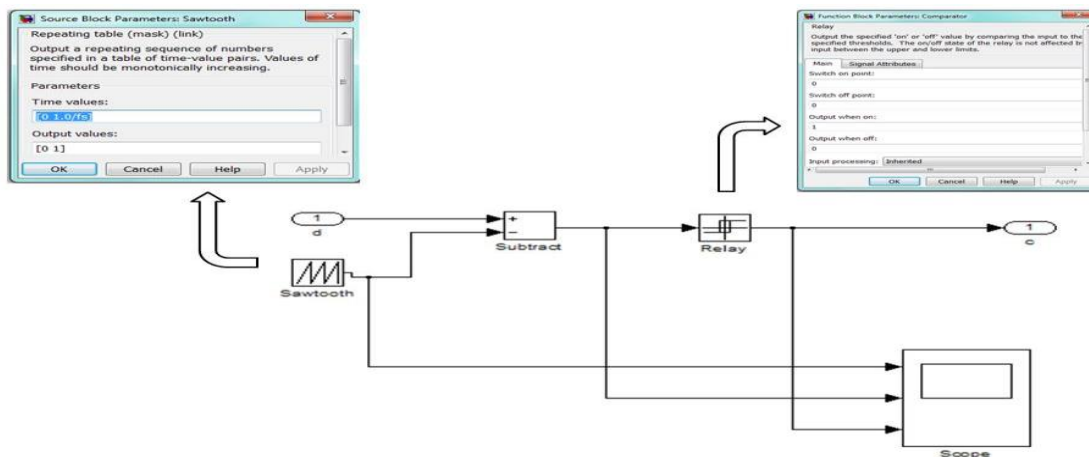 Source Block Parameters: Sawtooth
Repeating table (mask) (link)
Output a repeating sequence of numbers
specified in a table of time-value pairs. Values of
time should be monotonically increasing.
Parameters
Time values:
[0 1.0/fs]
Output values:
[0 1]
OK Cancel Help Apply
Function Block Parameters: Comparator
Relay
Output the specified 'on' or 'off' value by comparing the input to the
specified thresholds. The on/off state of the relay is not affected
input between the upper and lower limits.
Main Signal Attributes
Switch on point:
0
Switch off point:
0
Output when on:
1
Output when off:
0
Input processing: Inherited
OK Cancel Help Apply
1
d
+
−
Subtract
Relay
1
c
Sawtooth
Scope